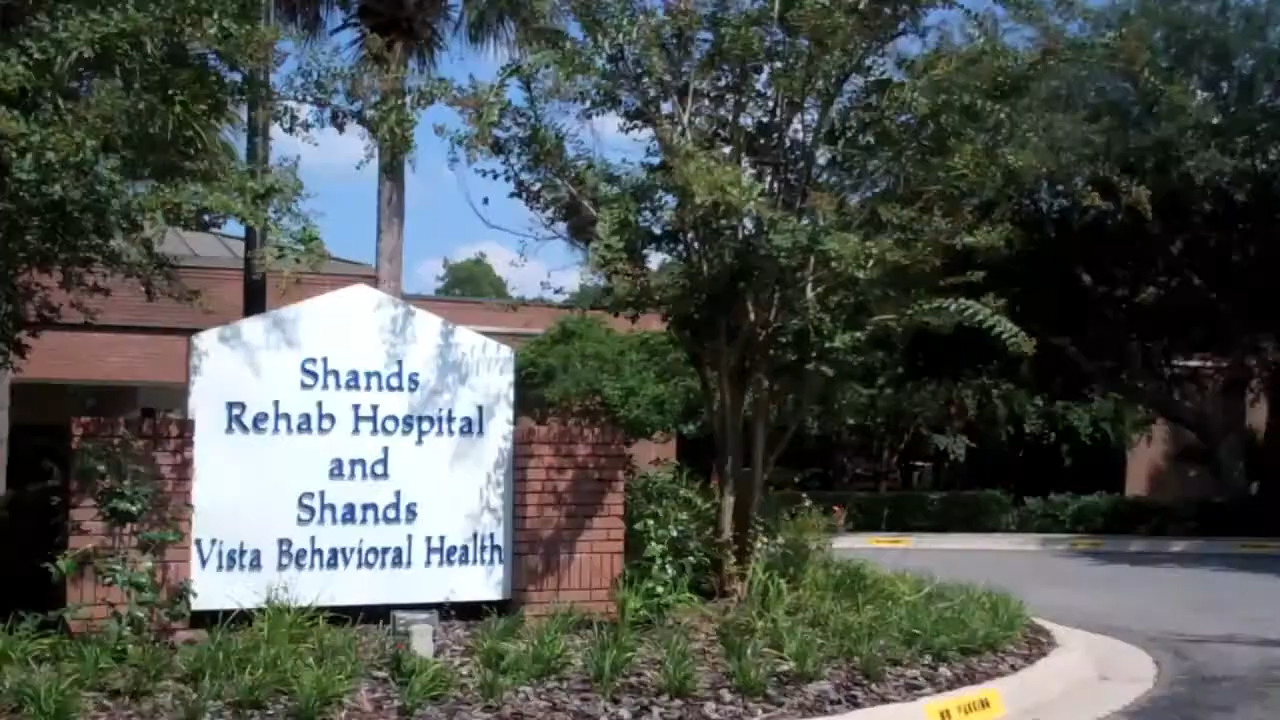 Shands
Rehab Hospital
and
Shands
Vista Behavioral Health
NO PARKING